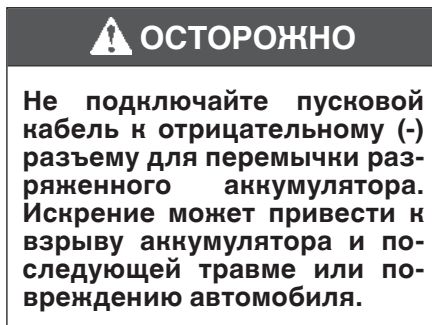 ОСТОРОЖНО
Не подключайте пусковой
кабель к отрицательному (-)
разъему для перемычки раз-
ряженного аккумулятора.
Искрение может привести к
взрыву аккумулятора и по-
следующей травме или по-
вреждению автомобиля.